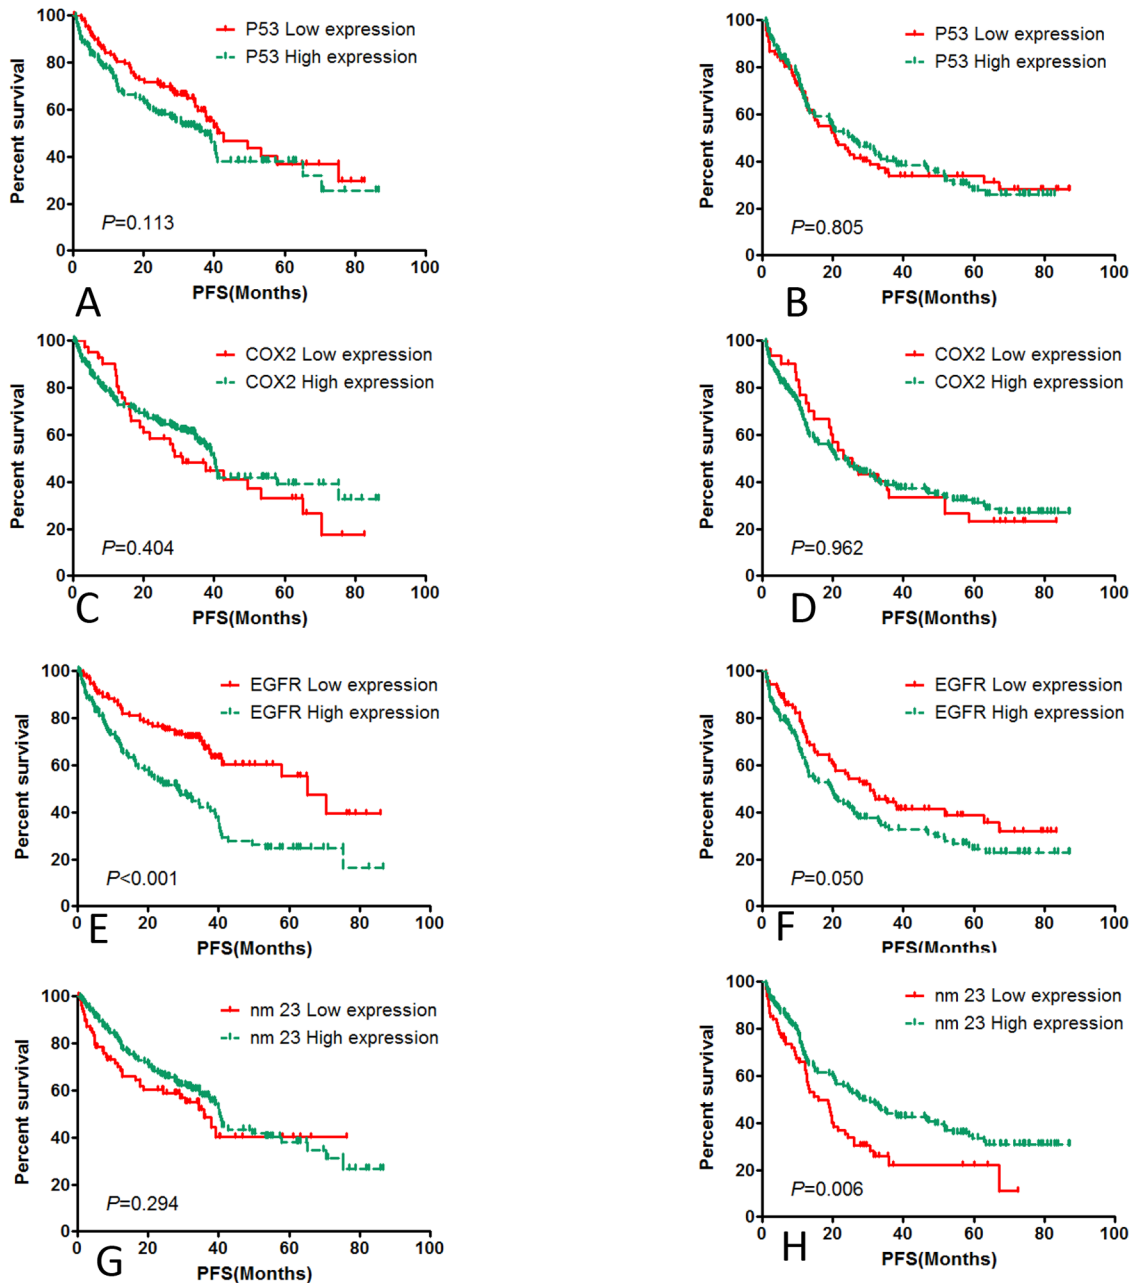 P53 Low expression
P53 High expression
Percent survival
100
80
60
40
20
0
P=0.113
0 20 40 60 80 100
PFS(Months)
A
P53 Low expression
P53 High expression
Percent survival
100
80
60
40
20
0
P=0.805
0 20 40 60 80 100
PFS(Months)
B
COX2 Low expression
COX2 High expression
Percent survival
100
80
60
40
20
0
P=0.404
0 20 40 60 80 100
PFS(Months)
C
COX2 Low expression
COX2 High expression
Percent survival
100
80
60
40
20
0
P=0.962
0 20 40 60 80 100
PFS(Months)
D
EGFR Low expression
EGFR High expression
Percent survival
100
80
60
40
20
0
P<0.001
0 20 40 60 80 100
PFS(Months)
E
EGFR Low expression
EGFR High expression
Percent survival
100
80
60
40
20
0
P=0.050
0 20 40 60 80 100
PFS(Months)
F
nm 23 Low expression
nm 23 High expression
Percent survival
100
80
60
40
20
0
P=0.294
0 20 40 60 80 100
PFS(Months)
G
nm 23 Low expression
nm 23 High expression
Percent survival
100
80
60
40
20
0
P=0.006
0 20 40 60 80 100
PFS(Months)
H